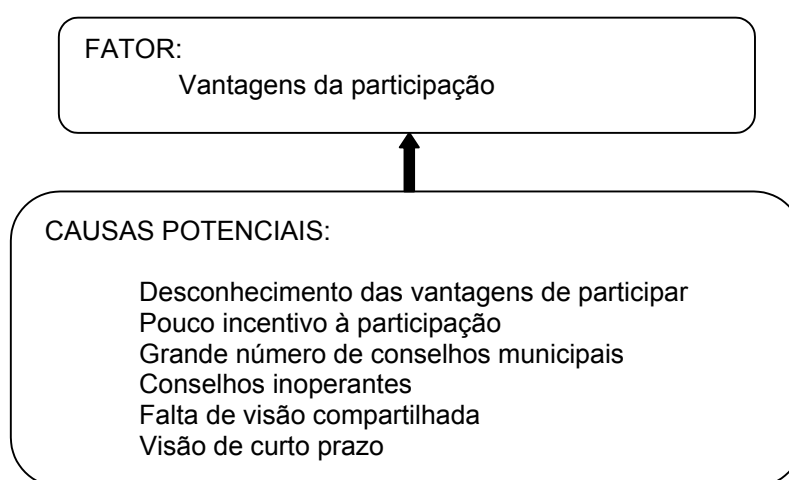 FATOR:
Vantagens da participação
CAUSAS POTENCIAIS:
Desconhecimento das vantagens de participar
Pouco incentivo à participação
Grande número de conselhos municipais
Conselhos inoperantes
Falta de visão compartilhada
Visão de curto prazo